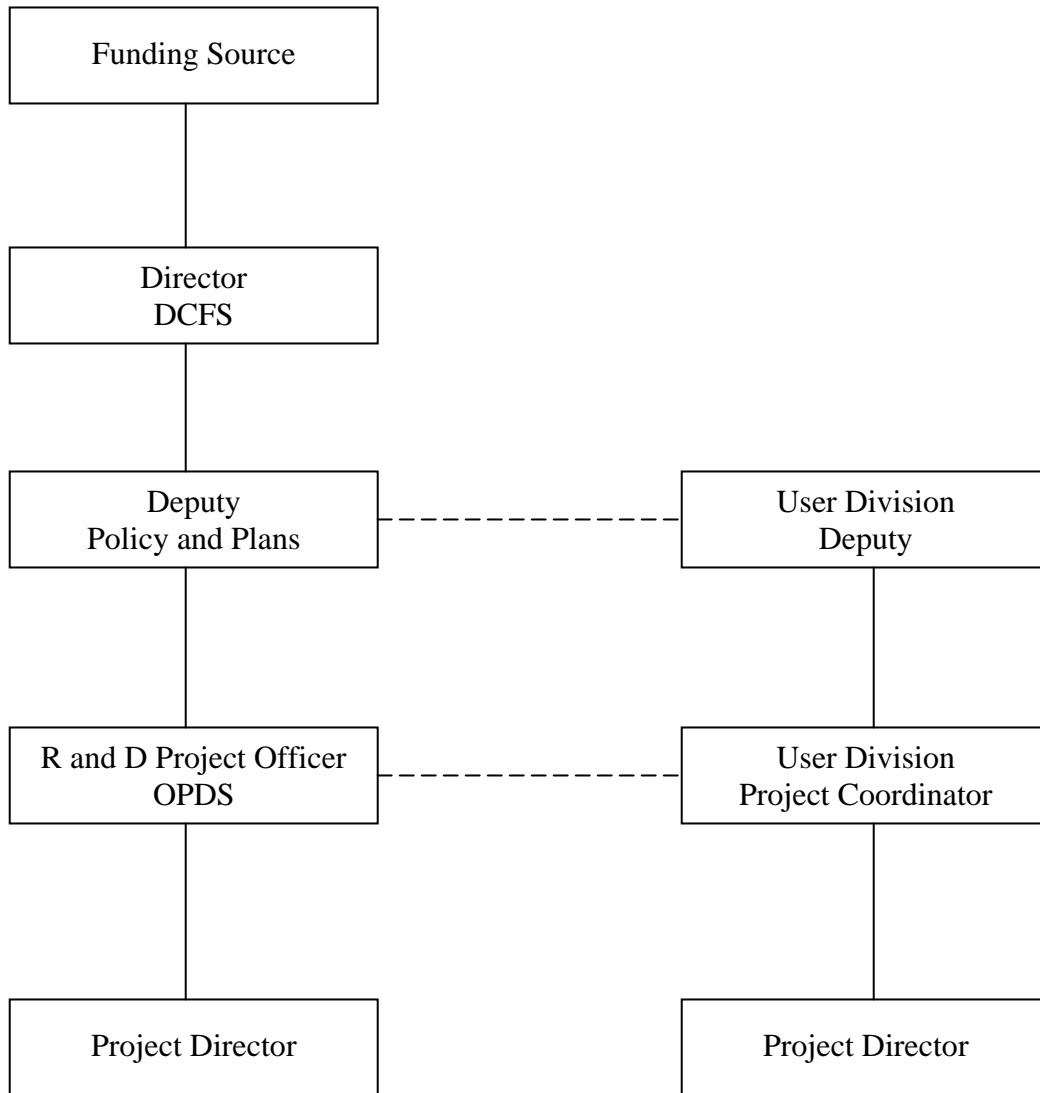 Funding Source
Director
DCFS
Deputy
Policy and Plans
User Division
Deputy
R and D Project Officer
OPDS
User Division
Project Coordinator
Project Director
Project Director